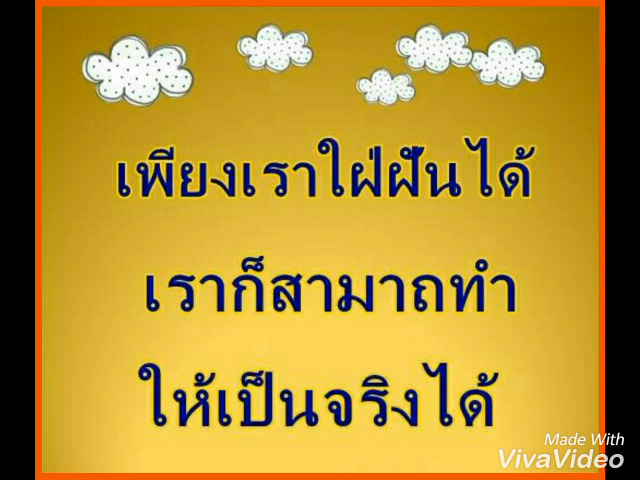 เพียงเราใฝ่ฝันได้
เราก็สามาถทำ
ให้เป็นจริงได้
Made With
VivaVideo